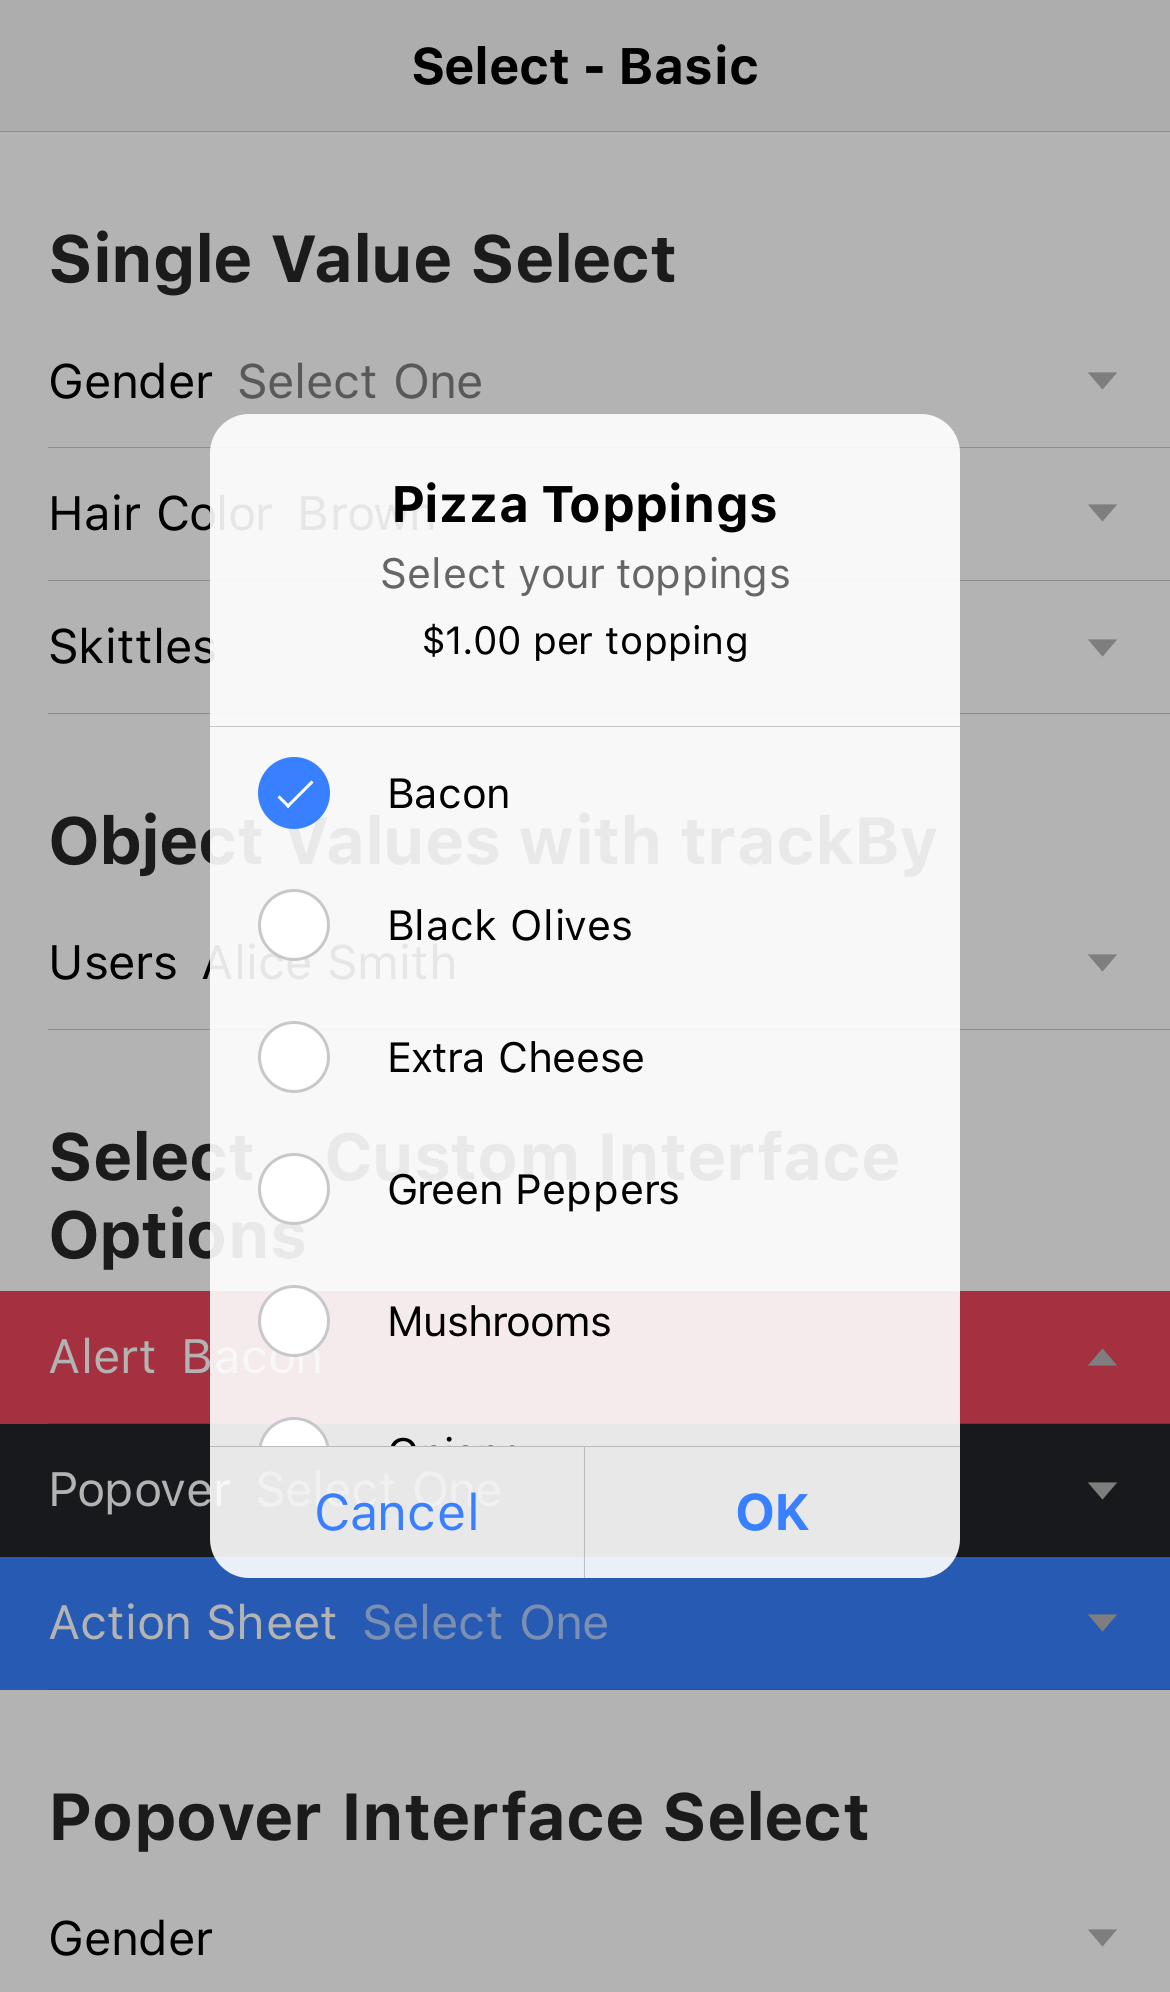 Select - Basic
Single Value Select
Gender Select One
Hair Color Brown
Pizza Toppings
Select your toppings
$1.00 per topping
Skittles
Bacon
Object Values with trackBy
Black Olives
Users Alice Smith
Extra Cheese
Select Custom Interface
Options
Green Peppers
Mushrooms
Alert Bacon
Popover Select One
Cancel
OK
Action Sheet Select One
Popover Interface Select
Gender